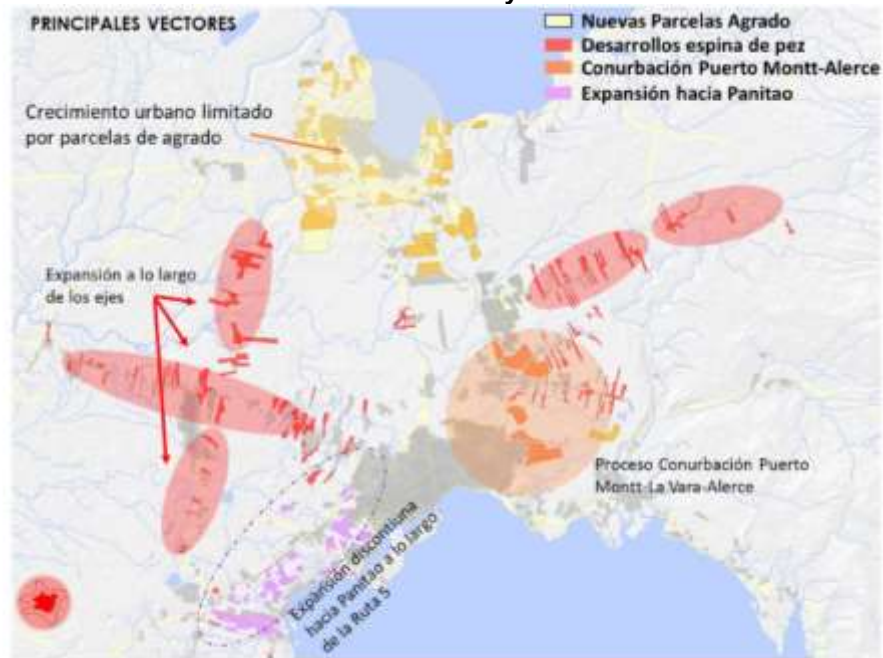 PRINCIPALES VECTORES
Nuevas Parcelas Agrado
Desarrollos espina de pez
Conurbación Puerto Montt-Alerce
Expansión hacia Panitao
Crecimiento urbano limitado
por parcelas de agrado
Expansión a lo largo
de los ejes
Proceso Conurbación Puerto
Montt-La Vara-Alerce
Expansión discontiuna
hacia Panitao a lo largo
de la Ruta 5